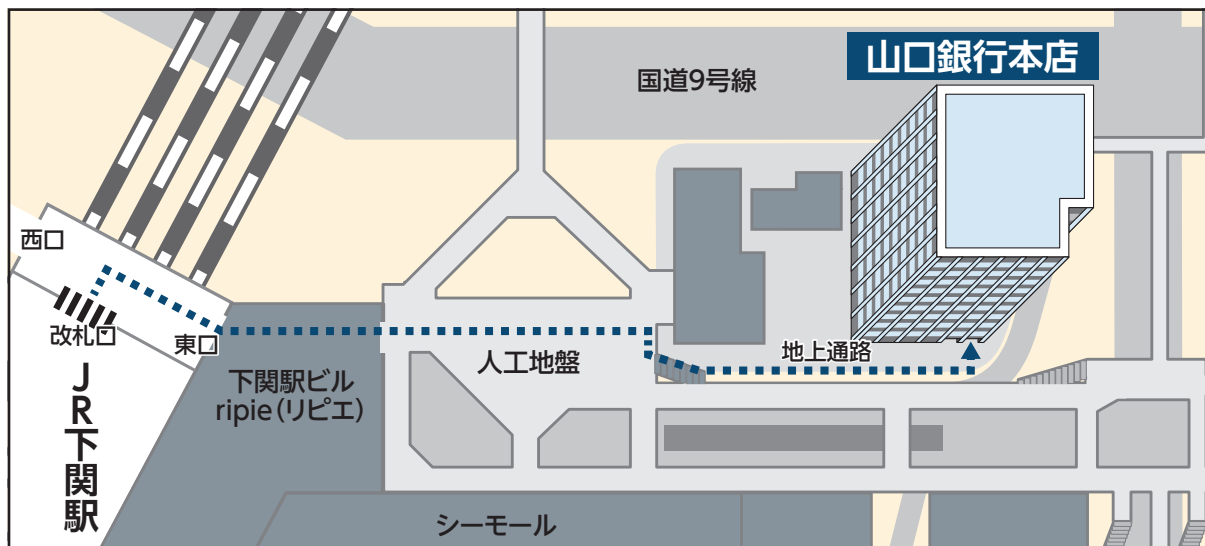 山口銀行本店
国道9号線
西口
改札口
東口
JR下関駅
下関駅ビル
ripie(リピエ)
人工地盤
地上通路
シーモール